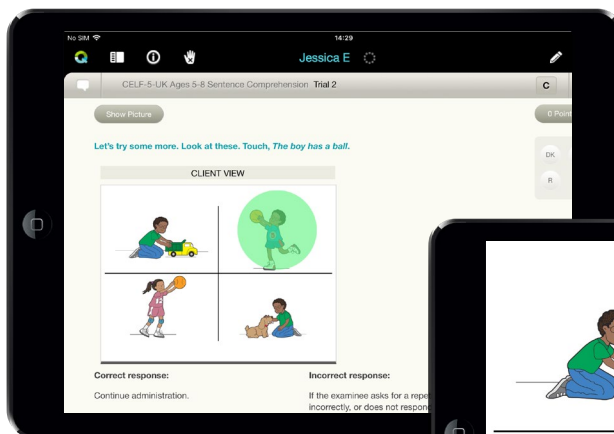 No SIM 14:29
Jessica E
CELF-5-UK Ages 5-8 Sentence Comprehension Trial 2 C
Show Picture 0 Point
Let's try some more. Look at these. Touch, The boy has a ball.
DK
CLIENT VIEW
R
Correct response: Incorrect response:
Continue administration. If the examinee asks for a repe
incorrectly, or does not respon